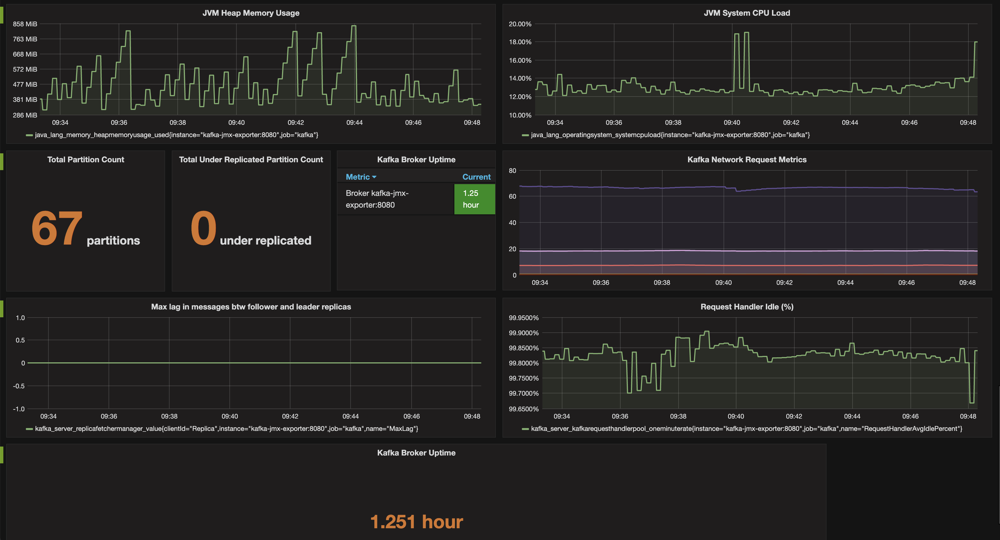 JVM Heap Memory Usage
858 MiB
763 MiB
668 MiB
572 MiB
477 MiB
381 MiB
286 MiB
09:34 09:36 09:38 09:40 09:42 09:44 09:46 09:48
java_lang_memory_heapmemoryusage_used{instance="kafka-jmx-exporter:8080",job="kafka"}
JVM System CPU Load
20.00%
18.00%
16.00%
14.00%
12.00%
10.00%
09:34 09:36 09:38 09:40 09:42 09:44 09:46 09:48
java_lang_operatingsystem_systemcpuload{instance="kafka-jmx-exporter:8080",job="kafka"}
Total Partition Count
67 partitions
Total Under Replicated Partition Count
0 under replicated
Kafka Broker Uptime
Metric Current
Broker kafka-jmx-
exporter:8080
1.25
hour
Kafka Network Request Metrics
80
60
40
20
0
09:34 09:36 09:38 09:40 09:42 09:44 09:46 09:48
Max lag in messages btw follower and leader replicas
1.0
0.5
0
-0.5
-1.0
09:34 09:36 09:38 09:40 09:42 09:44 09:46 09:48
kafka_server_replicafetchermanager_value{clientId="Replica",instance="kafka-jmx-exporter:8080",job="kafka",name="MaxLag"}
Request Handler Idle (%)
99.9500%
99.9000%
99.8500%
99.8000%
99.7500%
99.7000%
99.6500%
09:34 09:36 09:38 09:40 09:42 09:44 09:46 09:48
kafka_server_kafkarequesthandlerpool_oneminuterate{instance="kafka-jmx-exporter:8080",job="kafka",name="RequestHandlerAvgIdlePercent"}
Kafka Broker Uptime
1.251 hour